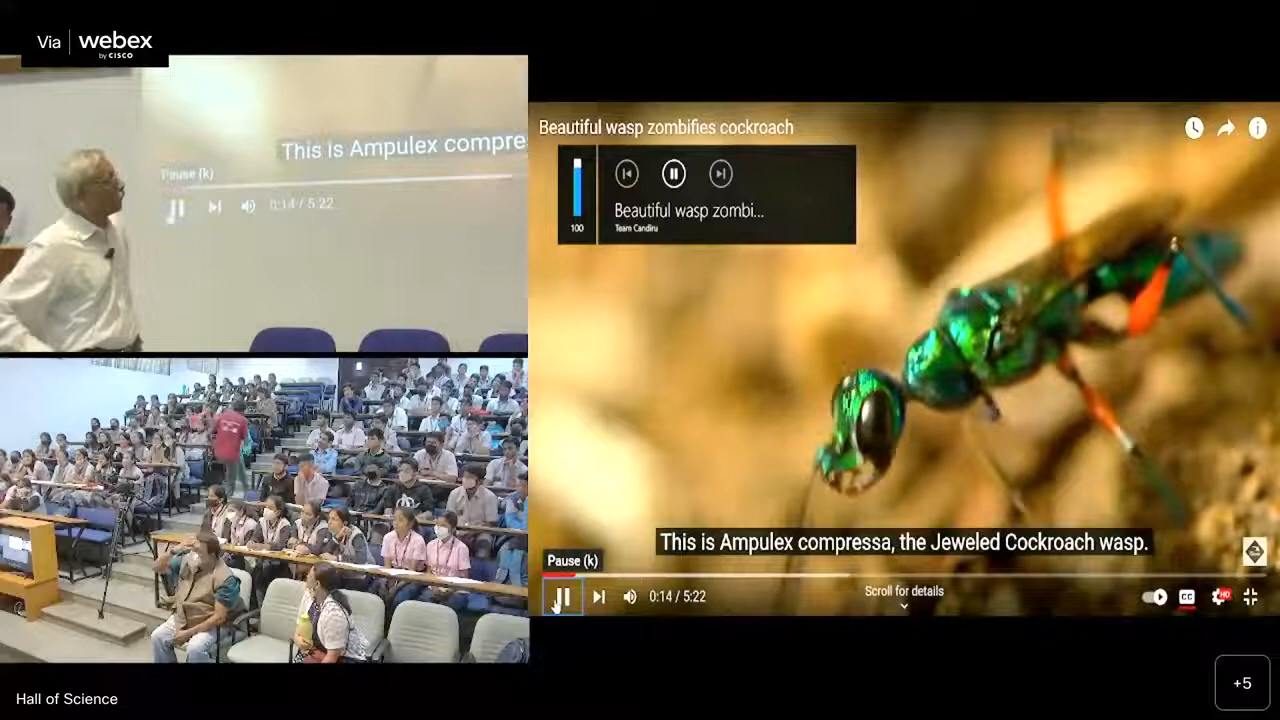 Via webex
by CISCO
This is Ampulex compre
Pause (k)
0:14 / 5:22
Beautiful wasp zombifies cockroach
100
Beautiful wasp zombi...
Team Candiru
This is Ampulex compressa, the Jeweled Cockroach wasp.
Pause (k)
0:14 / 5:22
Scroll for details
CC
HD
Hall of Science
+5